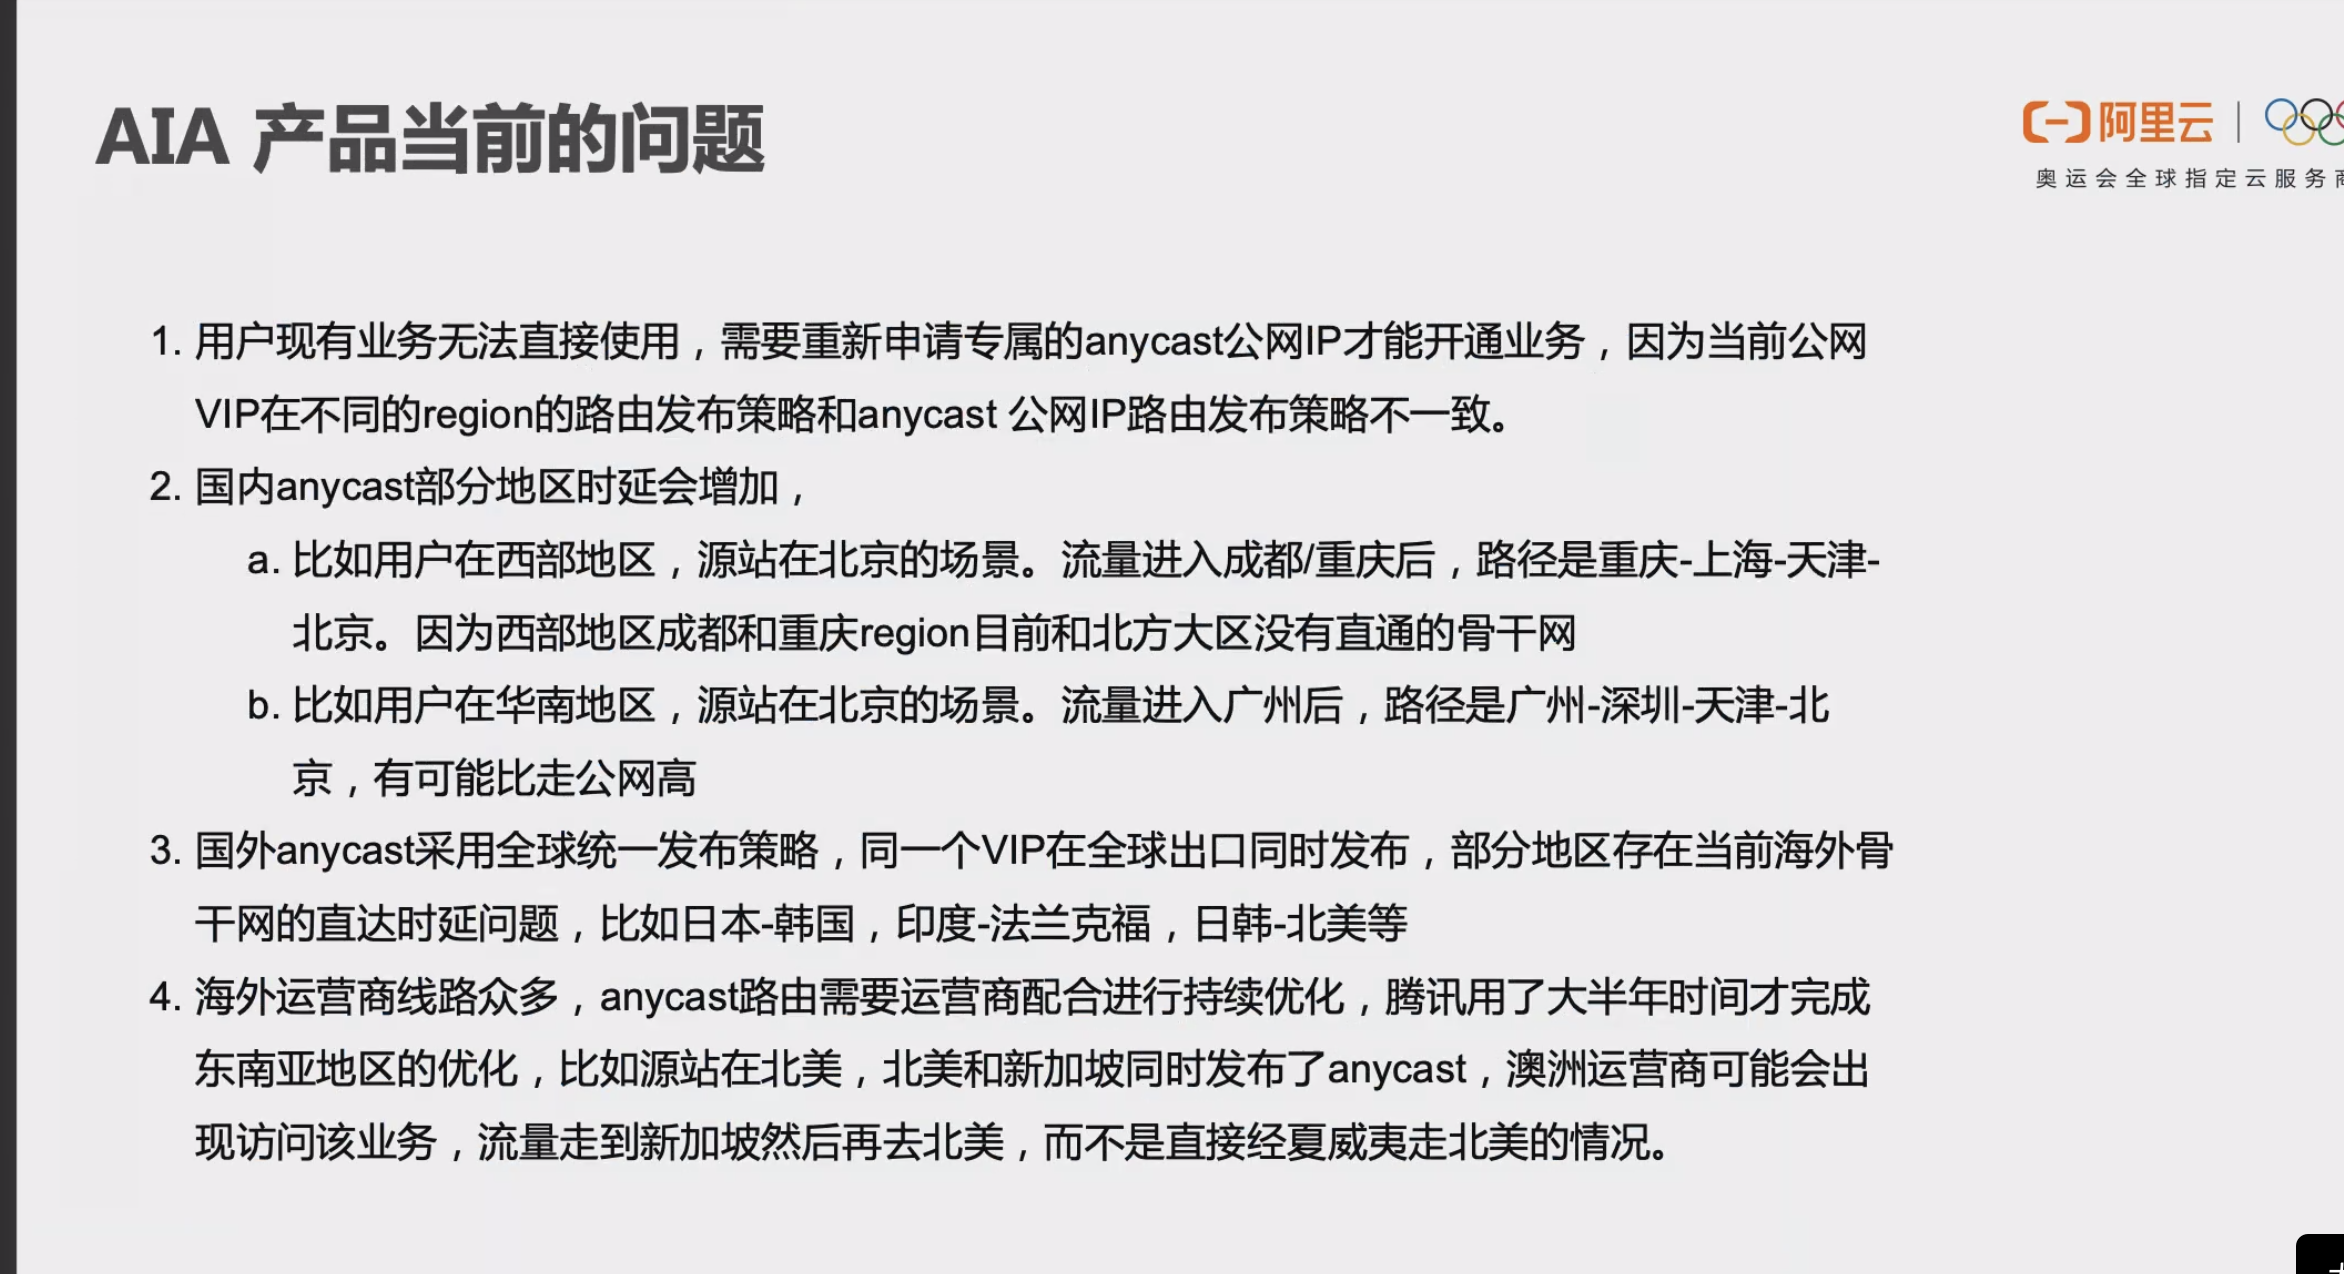 AIA 产品当前的问题
阿里云
奥运会全球指定云服务商
1. 用户现有业务无法直接使用，需要重新申请专属的anycast公网IP才能开通业务，因为当前公网
VIP在不同的region的路由发布策略和anycast 公网IP路由发布策略不一致。
2. 国内anycast部分地区时延会增加，
a. 比如用户在西部地区，源站在北京的场景。流量进入成都/重庆后，路径是重庆-上海-天津-
北京。因为西部地区成都和重庆region目前和北方大区没有直通的骨干网
b. 比如用户在华南地区，源站在北京的场景。流量进入广州后，路径是广州-深圳-天津-北
京，有可能比走公网高
3. 国外anycast采用全球统一发布策略，同一个VIP在全球出口同时发布，部分地区存在当前海外骨
干网的直达时延问题，比如日本-韩国，印度-法兰克福，日韩-北美等
4. 海外运营商线路众多，anycast路由需要运营商配合进行持续优化，腾讯用了大半年时间才完成
东南亚地区的优化，比如源站在北美，北美和新加坡同时发布了anycast，澳洲运营商可能会出
现访问该业务，流量走到新加坡然后再去北美，而不是直接经夏威夷走北美的情况。